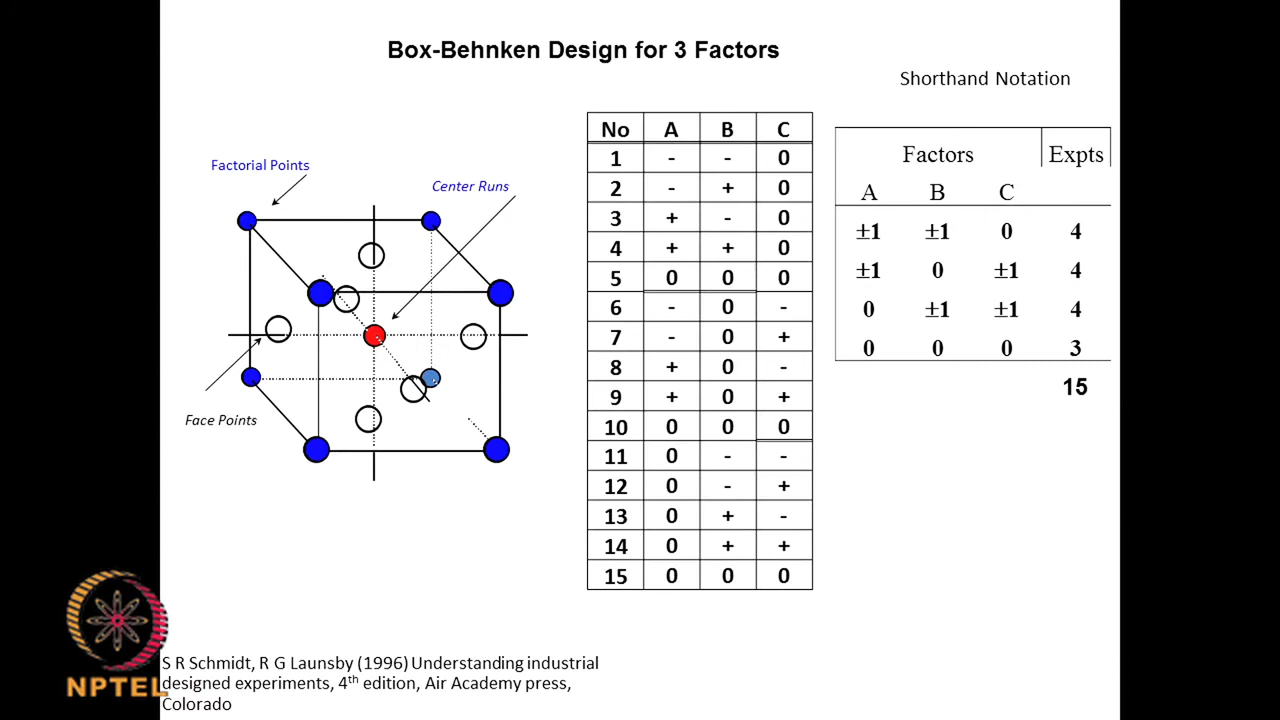 Box-Behnken Design for 3 Factors
Shorthand Notation
Factorial Points
Center Runs
Face Points
No A B C
1 - - 0
2 - + 0
3 + - 0
4 + + 0
5 0 0 0
6 - 0 -
7 - 0 +
8 + 0 -
9 + 0 +
10 0 0 0
11 0 - -
12 0 - +
13 0 + -
14 0 + +
15 0 0 0
Factors Expts
A B C
±1 ±1 0 4
±1 0 ±1 4
0 ±1 ±1 4
0 0 0 3
15
S R Schmidt, R G Launsby (1996) Understanding industrial
designed experiments, 4th edition, Air Academy press,
Colorado
NPTEL